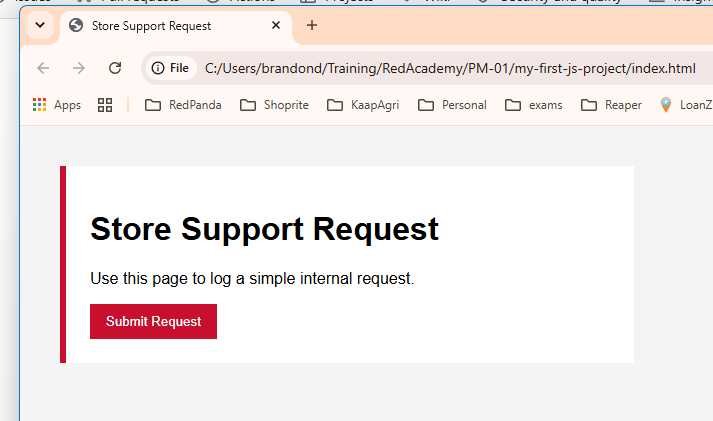 Store Support Request
File C:/Users/brandond/Training/RedAcademy/PM-01/my-first-js-project/index.html
Apps RedPanda Shoprite KaapAgri Personal exams Reaper LoanZ
Store Support Request
Use this page to log a simple internal request.
Submit Request